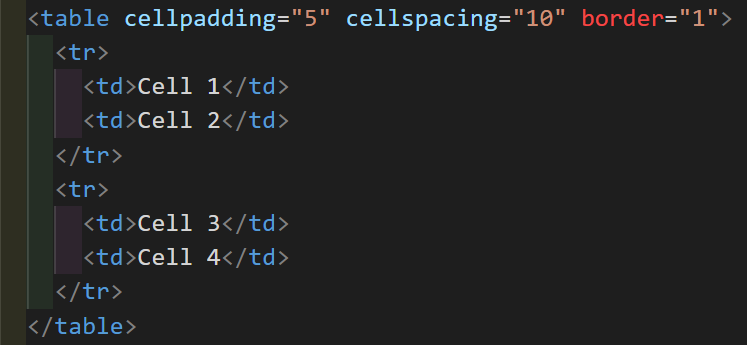 <table cellpadding="5" cellspacing="10" border="1">
  <tr>
    <td>Cell 1</td>
    <td>Cell 2</td>
  </tr>
  <tr>
    <td>Cell 3</td>
    <td>Cell 4</td>
  </tr>
</table>